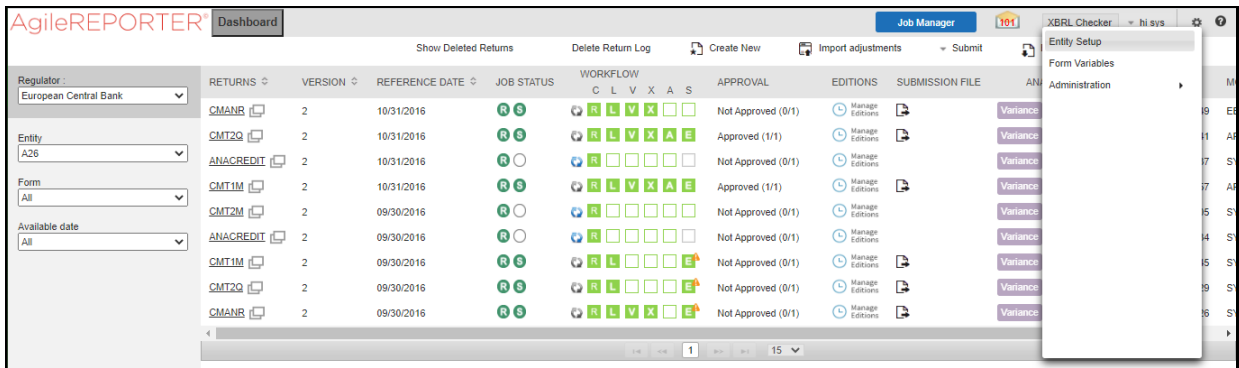 AgileREPORTER® Dashboard Job Manager 101 XBRL Checker hi sys
Show Deleted Returns Delete Return Log Create New Import adjustments Submit
Entity Setup
Form Variables
Administration
Regulator :
European Central Bank
Entity
A26
Form
All
Available date
All
RETURNS VERSION REFERENCE DATE JOB STATUS WORKFLOW APPROVAL EDITIONS SUBMISSION FILE
C L V X A S
CMANR 2 10/31/2016 R S R L V X Not Approved (0/1) Manage Editions Variance
CMT2Q 2 10/31/2016 R S R L V X A E Approved (1/1) Manage Editions Variance
ANACREDIT 2 10/31/2016 R R Not Approved (0/1) Manage Editions
CMT1M 2 10/31/2016 R S R L V X A E Approved (1/1) Manage Editions Variance
CMT2M 2 09/30/2016 R R Not Approved (0/1) Manage Editions Variance
ANACREDIT 2 09/30/2016 R R Not Approved (0/1) Manage Editions Variance
CMT1M 2 09/30/2016 R S R L E Not Approved (0/1) Manage Editions Variance
CMT2Q 2 09/30/2016 R S R L E Not Approved (0/1) Manage Editions Variance
CMANR 2 09/30/2016 R S R L V X E Not Approved (0/1) Manage Editions Variance
1 15